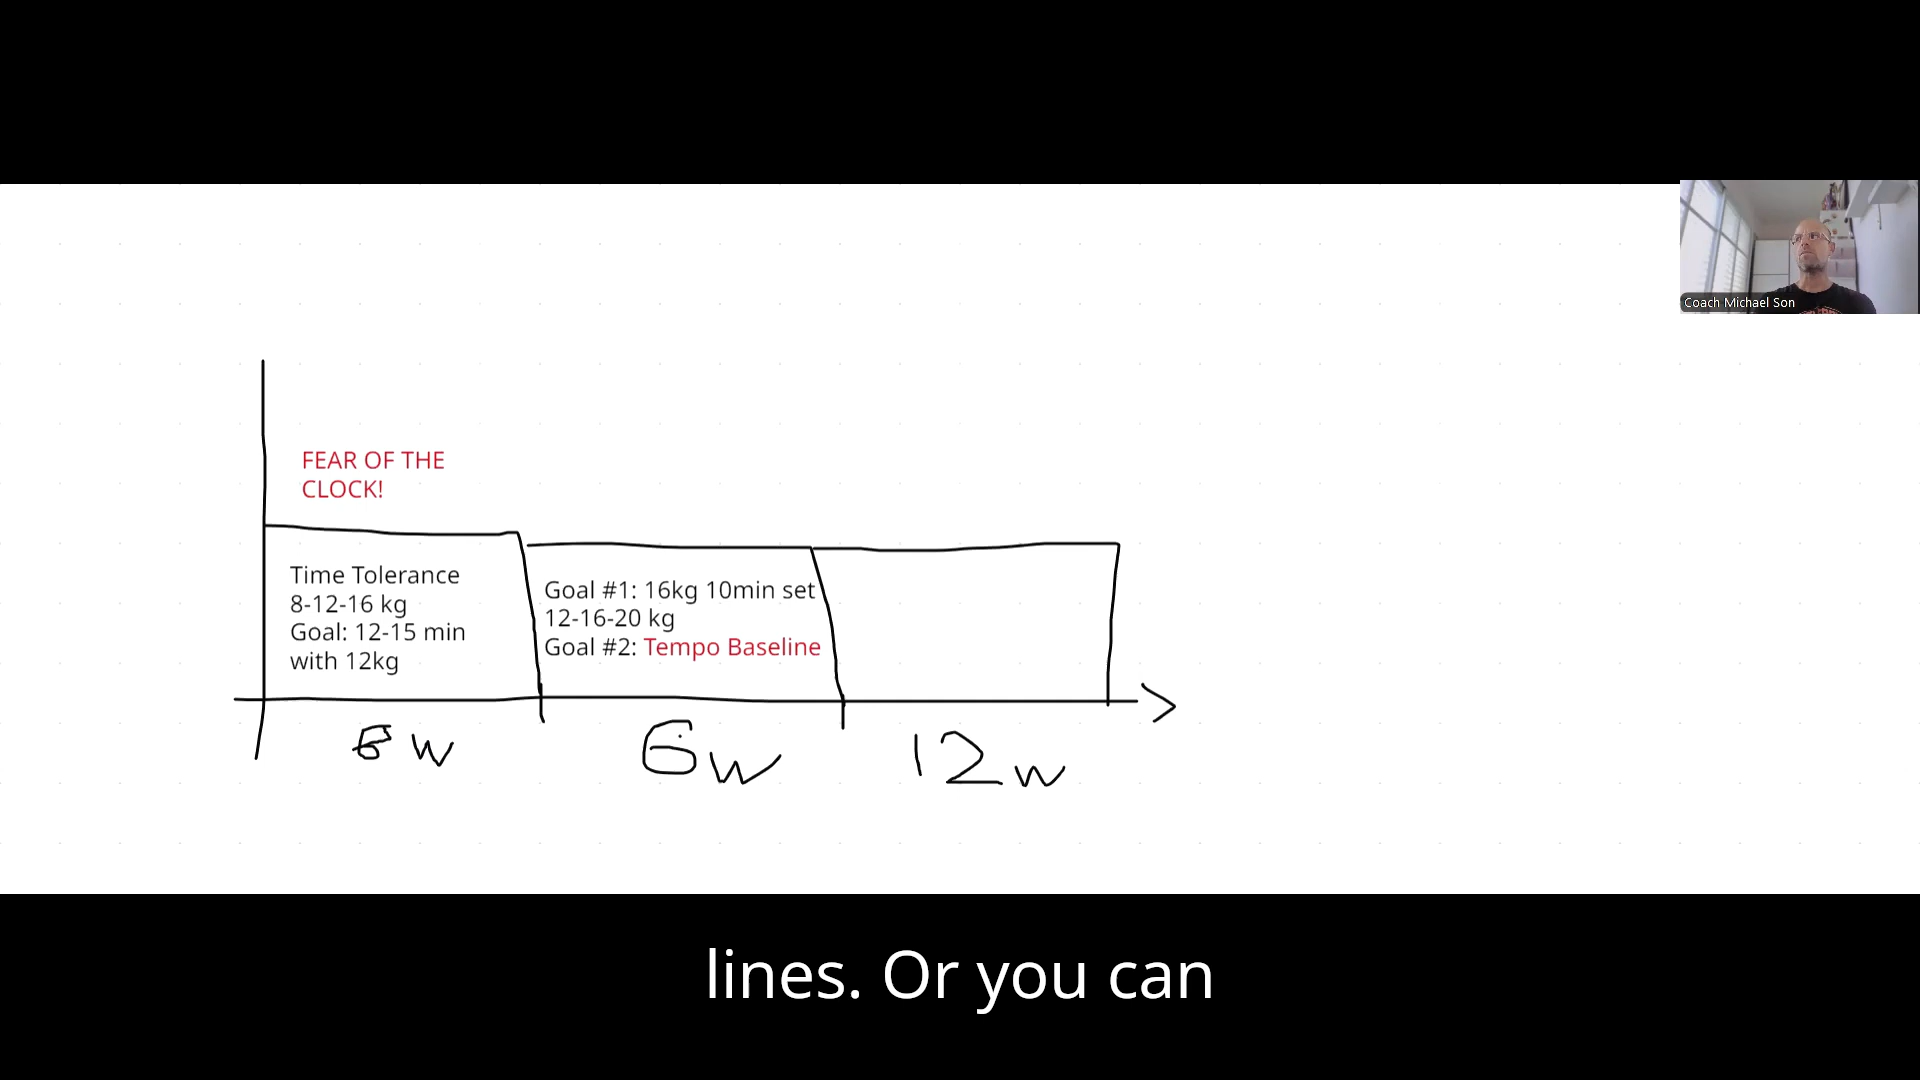 Coach Michael Son
FEAR OF THE
CLOCK!
Time Tolerance
8-12-16 kg
Goal: 12-15 min
with 12kg
Goal #1: 16kg 10min set
12-16-20 kg
Goal #2: Tempo Baseline
w
6w
12w
lines. Or you can